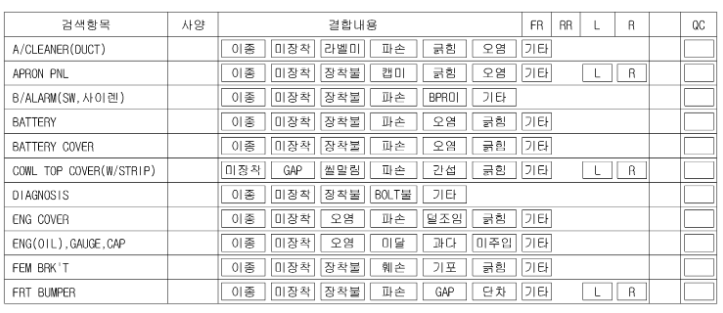 검색항목 사양 결합내용 FR RR L R QC
A/CLEANER(DUCT) 이종 미장착 라벨미 파손 긁힘 오염 기타
APRON PNL 이종 미장착 장착불 캡미 긁힘 오염 기타 L R
B/ALARM(SW,사이렌) 이종 미장착 장착불 파손 BPR미 기타
BATTERY 이종 미장착 장착불 파손 오염 긁힘 기타
BATTERY COVER 이종 미장착 장착불 파손 오염 긁힘 기타
COWL TOP COVER(W/STRIP) 미장착 GAP 씰말림 파손 간섭 긁힘 기타 L R
DIAGNOSIS 이종 미장착 장착불 BOLT불 기타
ENG COVER 이종 미장착 오염 파손 덜조임 긁힘 기타
ENG(OIL),GAUGE,CAP 이종 미장착 오염 미달 과다 미주입 기타
FEM BRK'T 이종 미장착 장착불 훼손 기포 긁힘 기타
FRT BUMPER 이종 미장착 장착불 파손 GAP 단차 기타 L R